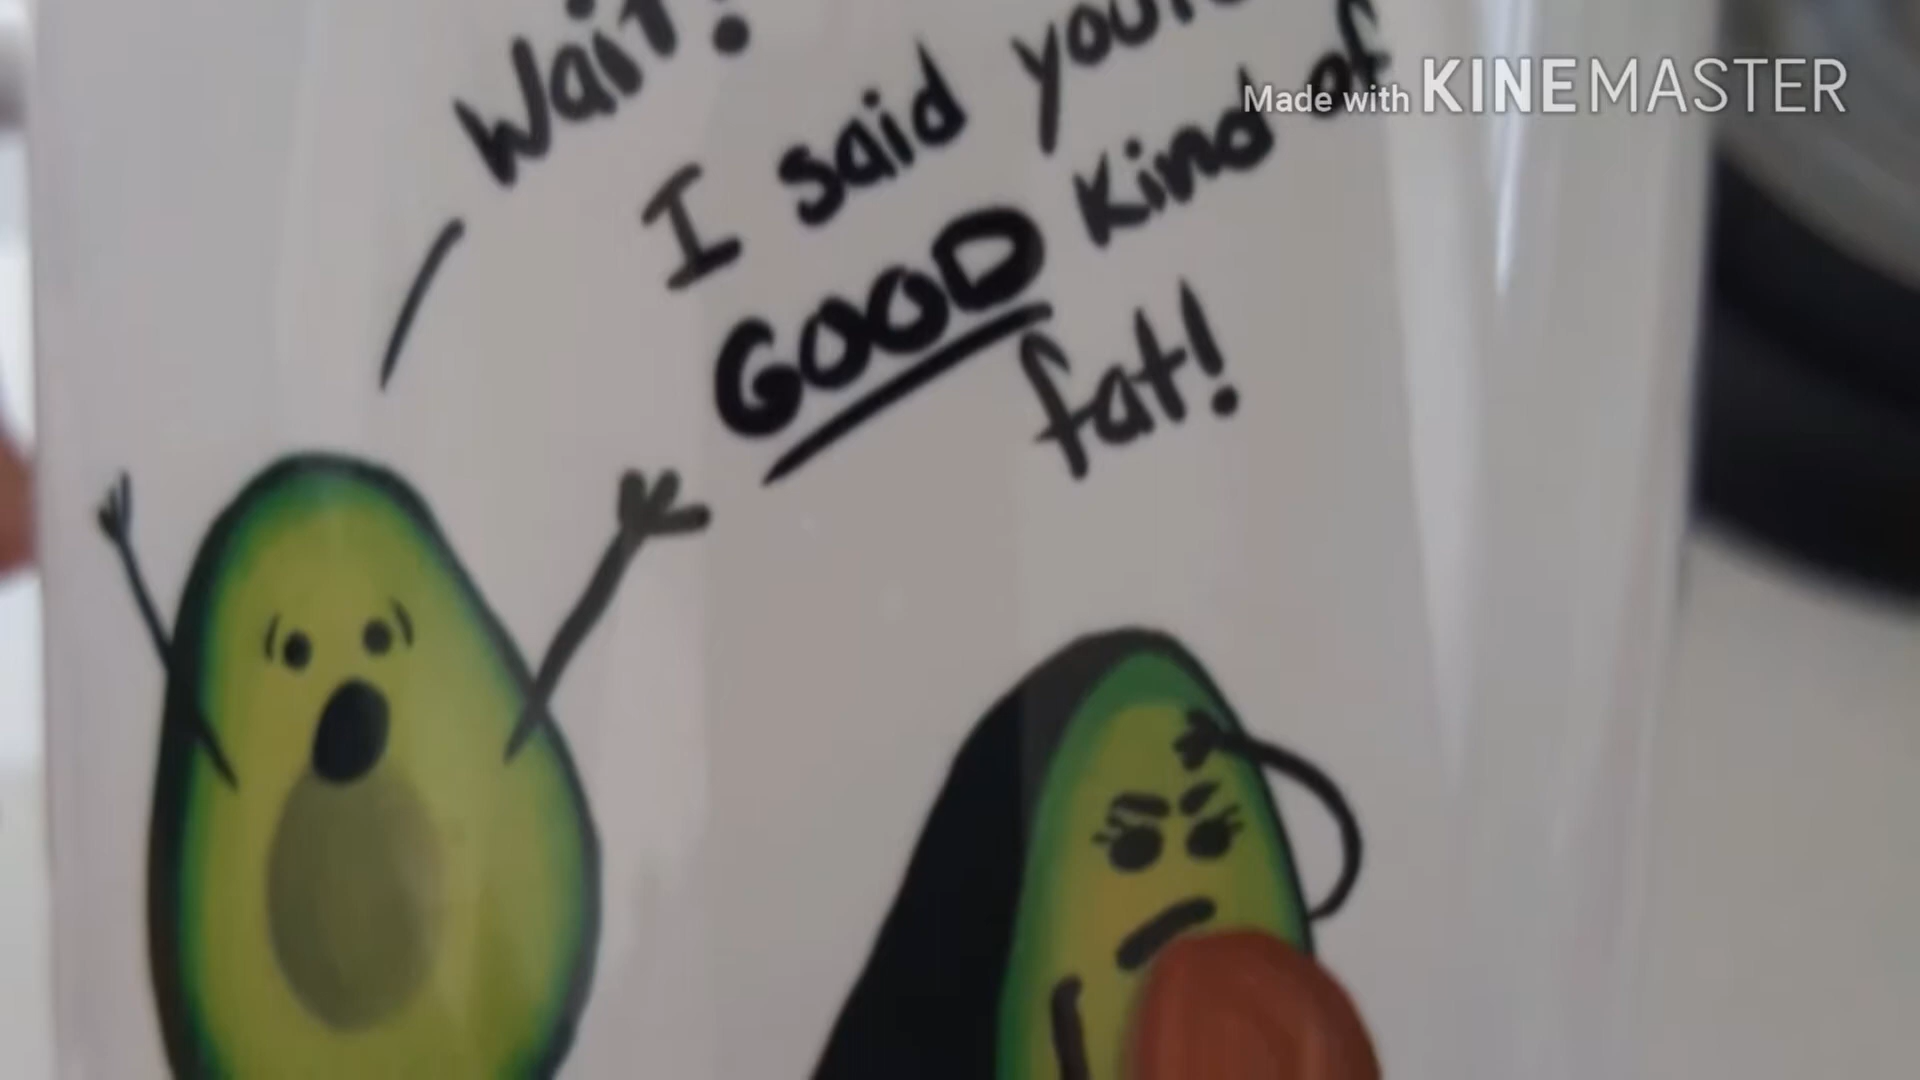 Wait!
I said you're
GOOD kind of
fat!
Made with KINEMASTER